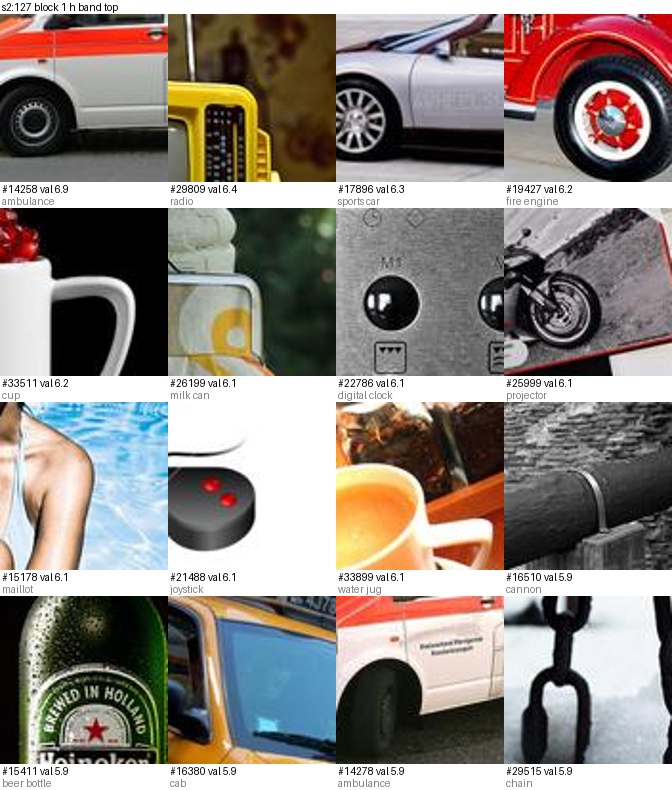 s2:127 block 1 h band top
#14258 val 6.9
ambulance
#29809 val 6.4
radio
#17896 val 6.3
sports car
#19427 val 6.2
fire engine
#33511 val 6.2
cup
#26199 val 6.1
milk can
M1
#22786 val 6.1
digital clock
#25999 val 6.1
projector
#15178 val 6.1
maillot
#21488 val 6.1
joystick
#33899 val 6.1
water jug
#16510 val 5.9
cannon
BREWED IN HOLLAND
Heineken
#15411 val 5.9
beer bottle
#16380 val 5.9
cab
#14278 val 5.9
ambulance
#29515 val 5.9
chain